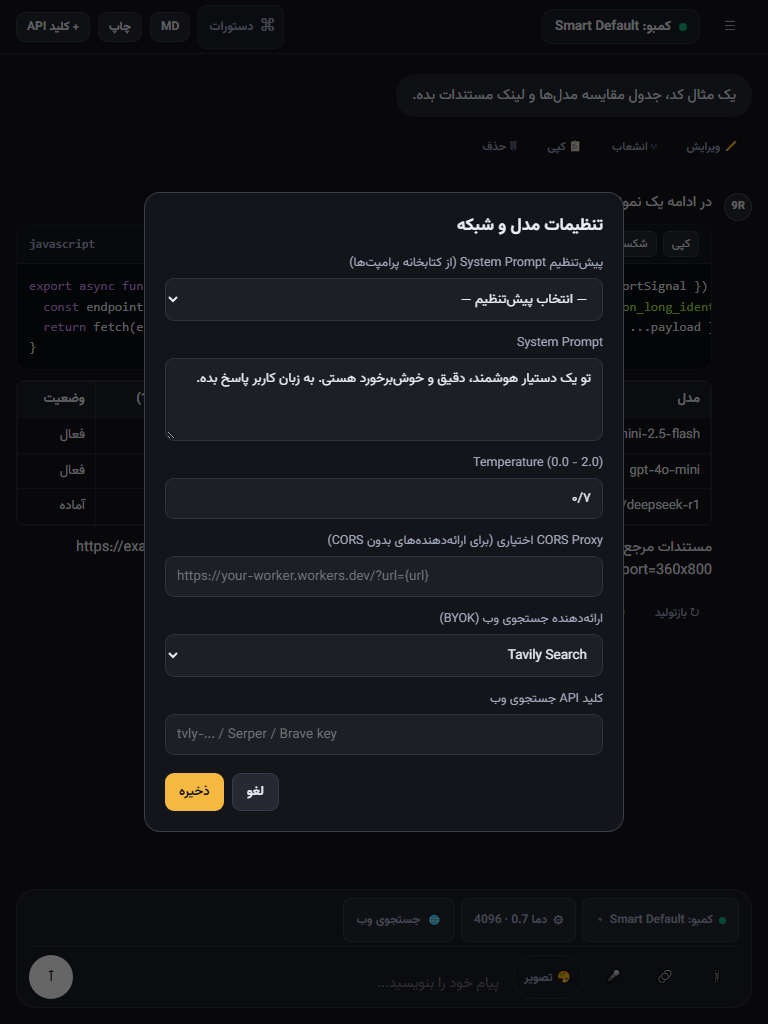 کمبو: Smart Default
دستورات
MD
چاپ
+ کلید API
یک مثال کد، جدول مقایسه مدل‌ها و لینک مستندات بده.
ویرایش
انشعاب
کپی
حذف
9R
در ادامه یک نمو
کپی
شکس
javascript
export async fun
ortSignal })
const endpoint
on_long_ident
return fetch(e
...payload }
}
مدل
وضعیت
mini-2.5-flash
فعال
gpt-4o-mini
فعال
/deepseek-r1
آماده
مستندات مرجع
https://exa
port=360x800
بازتولید
تنظیمات مدل و شبکه
پیش‌تنظیم System Prompt (از کتابخانه پرامپت‌ها)
— انتخاب پیش‌تنظیم —
System Prompt
تو یک دستیار هوشمند، دقیق و خوش‌برخورد هستی. به زبان کاربر پاسخ بده.
Temperature (0.0 - 2.0)
۰/۷
CORS Proxy اختیاری (برای ارائه‌دهنده‌های بدون CORS)
https://your-worker.workers.dev/?url={url}
ارائه‌دهنده جستجوی وب (BYOK)
Tavily Search
کلید API جستجوی وب
tvly-... / Serper / Brave key
لغو
ذخیره
کمبو: Smart Default
دما 0.7 · 4096
جستجوی وب
تصویر
پیام خود را بنویسید...